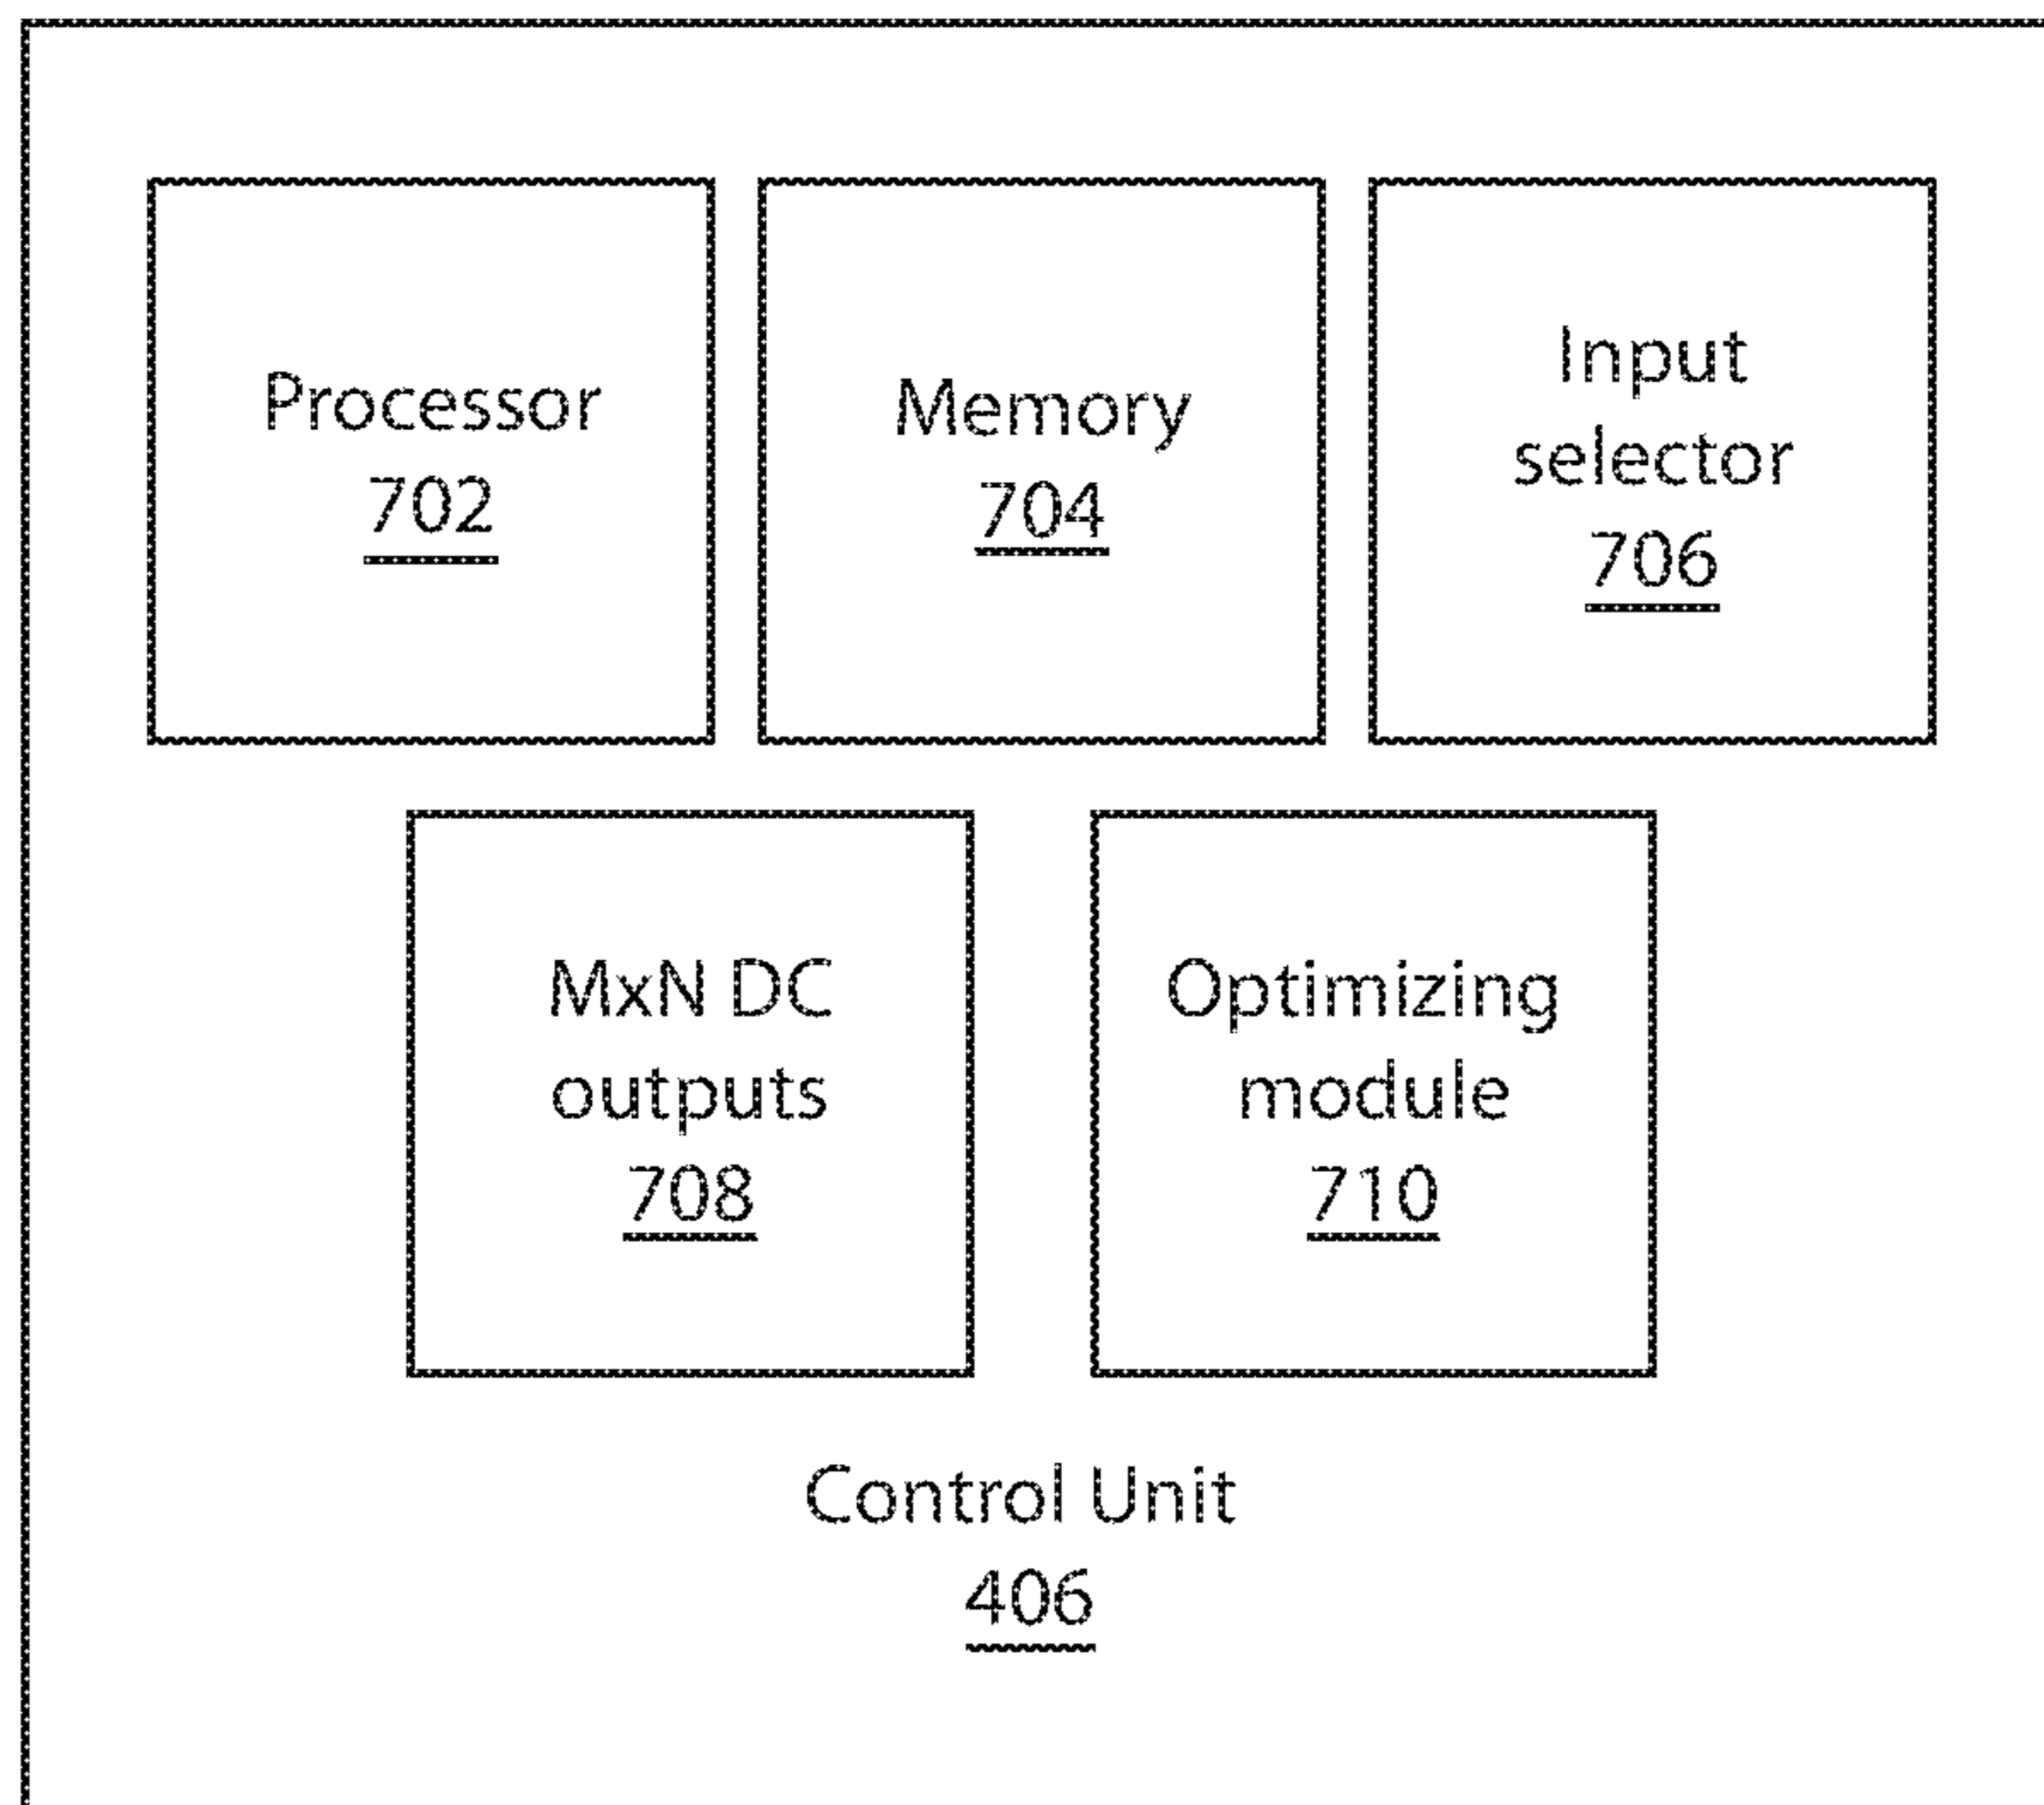 Processor
702
Memory
704
Input
selector
706
MxN DC
outputs
708
Optimizing
module
710
Control Unit
406